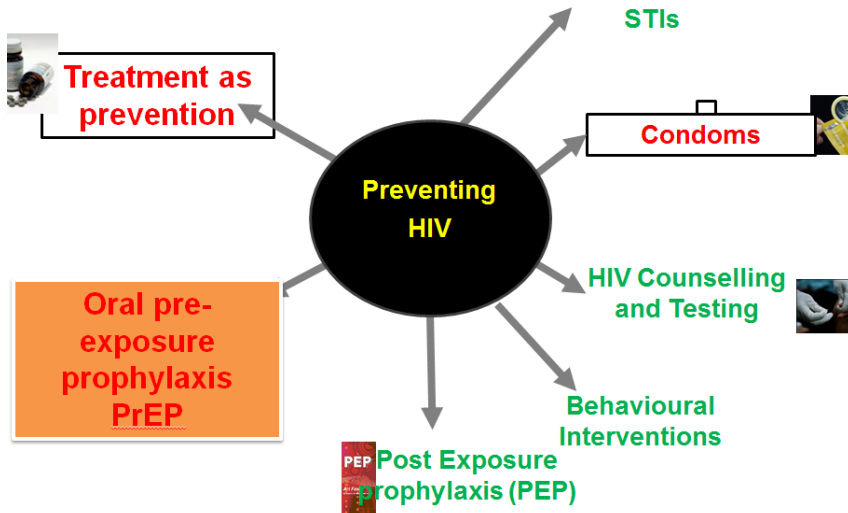 STIs
Treatment as
prevention
Condoms
Preventing
HIV
HIV Counselling
and Testing
Oral pre-
exposure
prophylaxis
PrEP
Behavioural
Interventions
PEP
Post Exposure
prophylaxis (PEP)